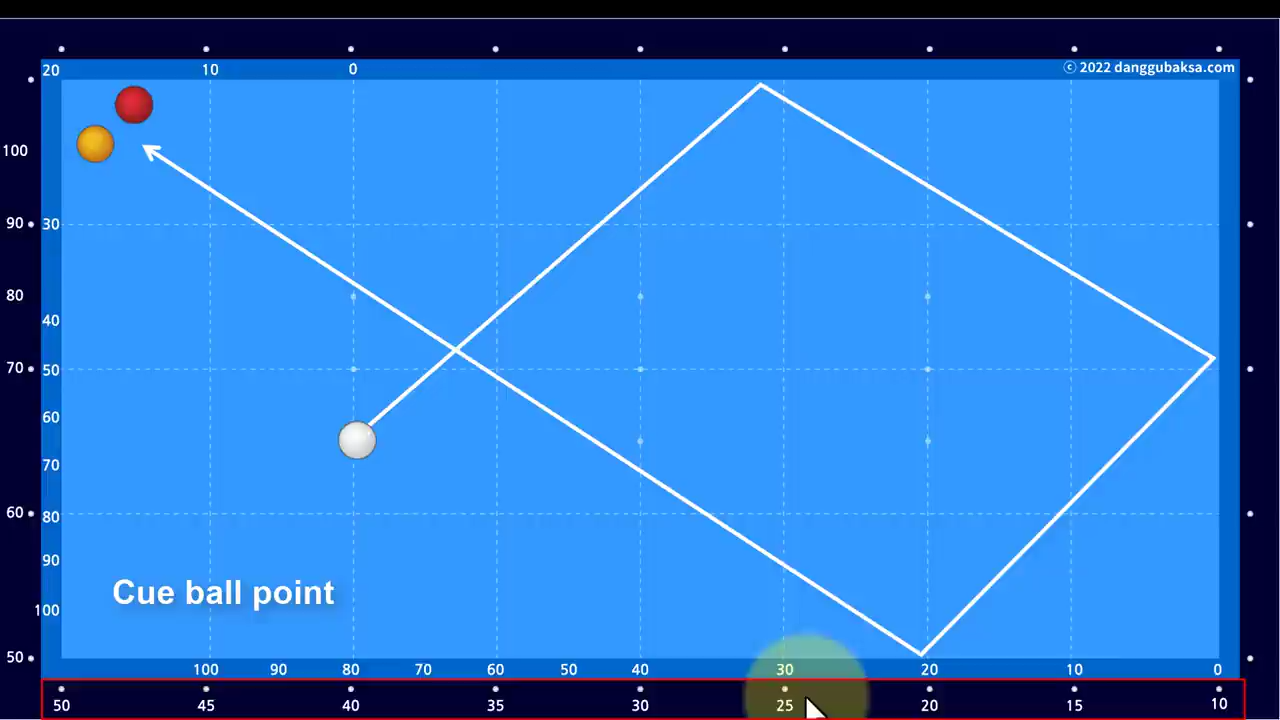 20 10 0 © 2022 danggubaksa.com
100
90 30
80
40
70 50
60
70
60 80
90
Cue ball point
100
50 100 90 80 70 60 50 40 30 20 10 0
50 45 40 35 30 25 20 15 10